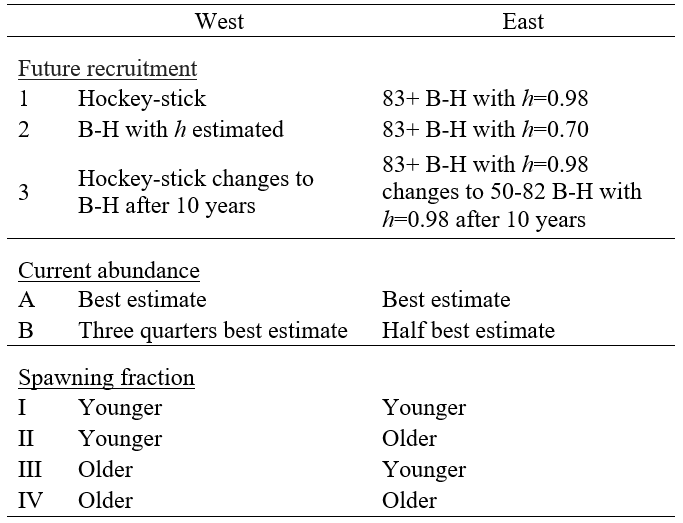 West East
Future recruitment
1 Hockey-stick 83+ B-H with h=0.98
2 B-H with h estimated 83+ B-H with h=0.70
3 Hockey-stick changes to B-H after 10 years 83+ B-H with h=0.98 changes to 50-82 B-H with h=0.98 after 10 years
Current abundance
A Best estimate Best estimate
B Three quarters best estimate Half best estimate
Spawning fraction
I Younger Younger
II Younger Older
III Older Younger
IV Older Older